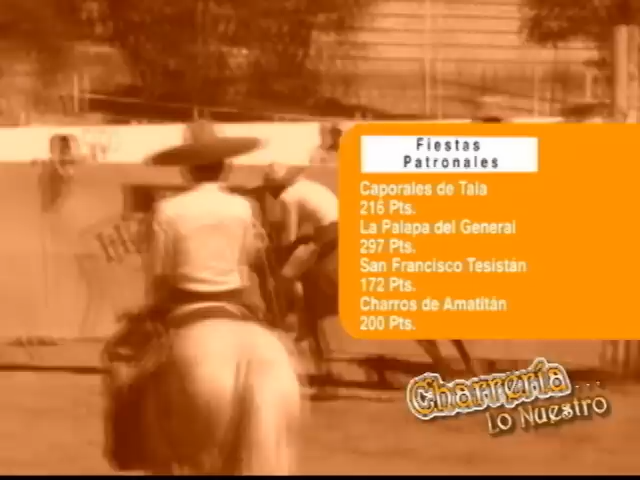 Fiestas
Patronales
Caporales de Tala
216 Pts.
La Palapa del General
297 Pts.
San Francisco Tesistán
172 Pts.
Charros de Amatitán
200 Pts.
Charrería...
Lo Nuestro